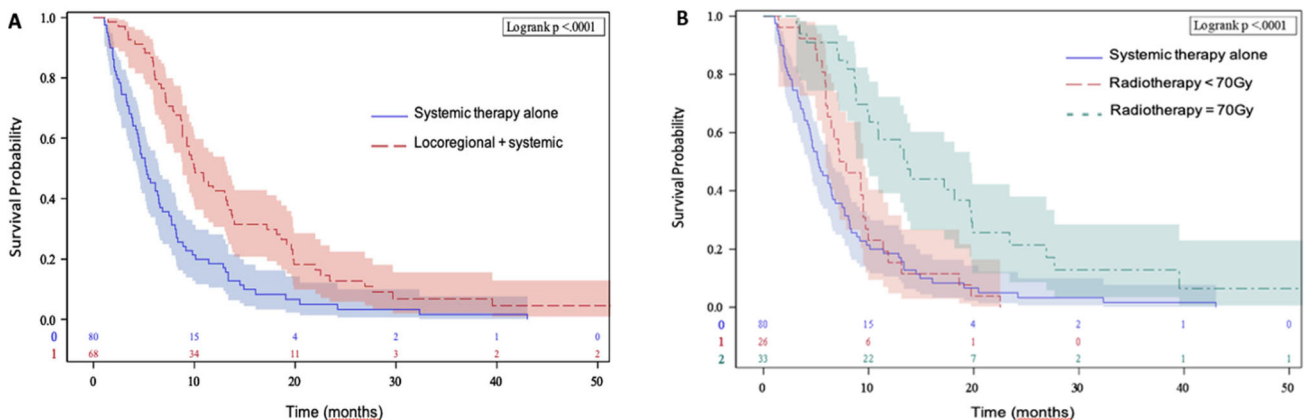 A
Logrank p <.0001
Systemic therapy alone
Locoregional + systemic
Survival Probability
1.0
0.8
0.6
0.4
0.2
0.0
0 80 15 4 2 1 0
1 68 34 11 3 2 2
0 10 20 30 40 50
Time (months)
B
Logrank p <.0001
Systemic therapy alone
Radiotherapy < 70Gy
Radiotherapy = 70Gy
Survival Probability
1.0
0.8
0.6
0.4
0.2
0.0
0 80 15 4 2 1 0
1 26 6 1 0
2 33 22 7 2 1 1
0 10 20 30 40 50
Time (months)